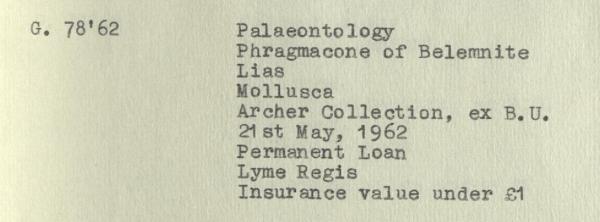 G. 78'62 Palaeontology
Phragmacone of Belemnite
Lias
Mollusca
Archer Collection, ex B.U.
21st May, 1962
Permanent Loan
Lyme Regis
Insurance value under £1